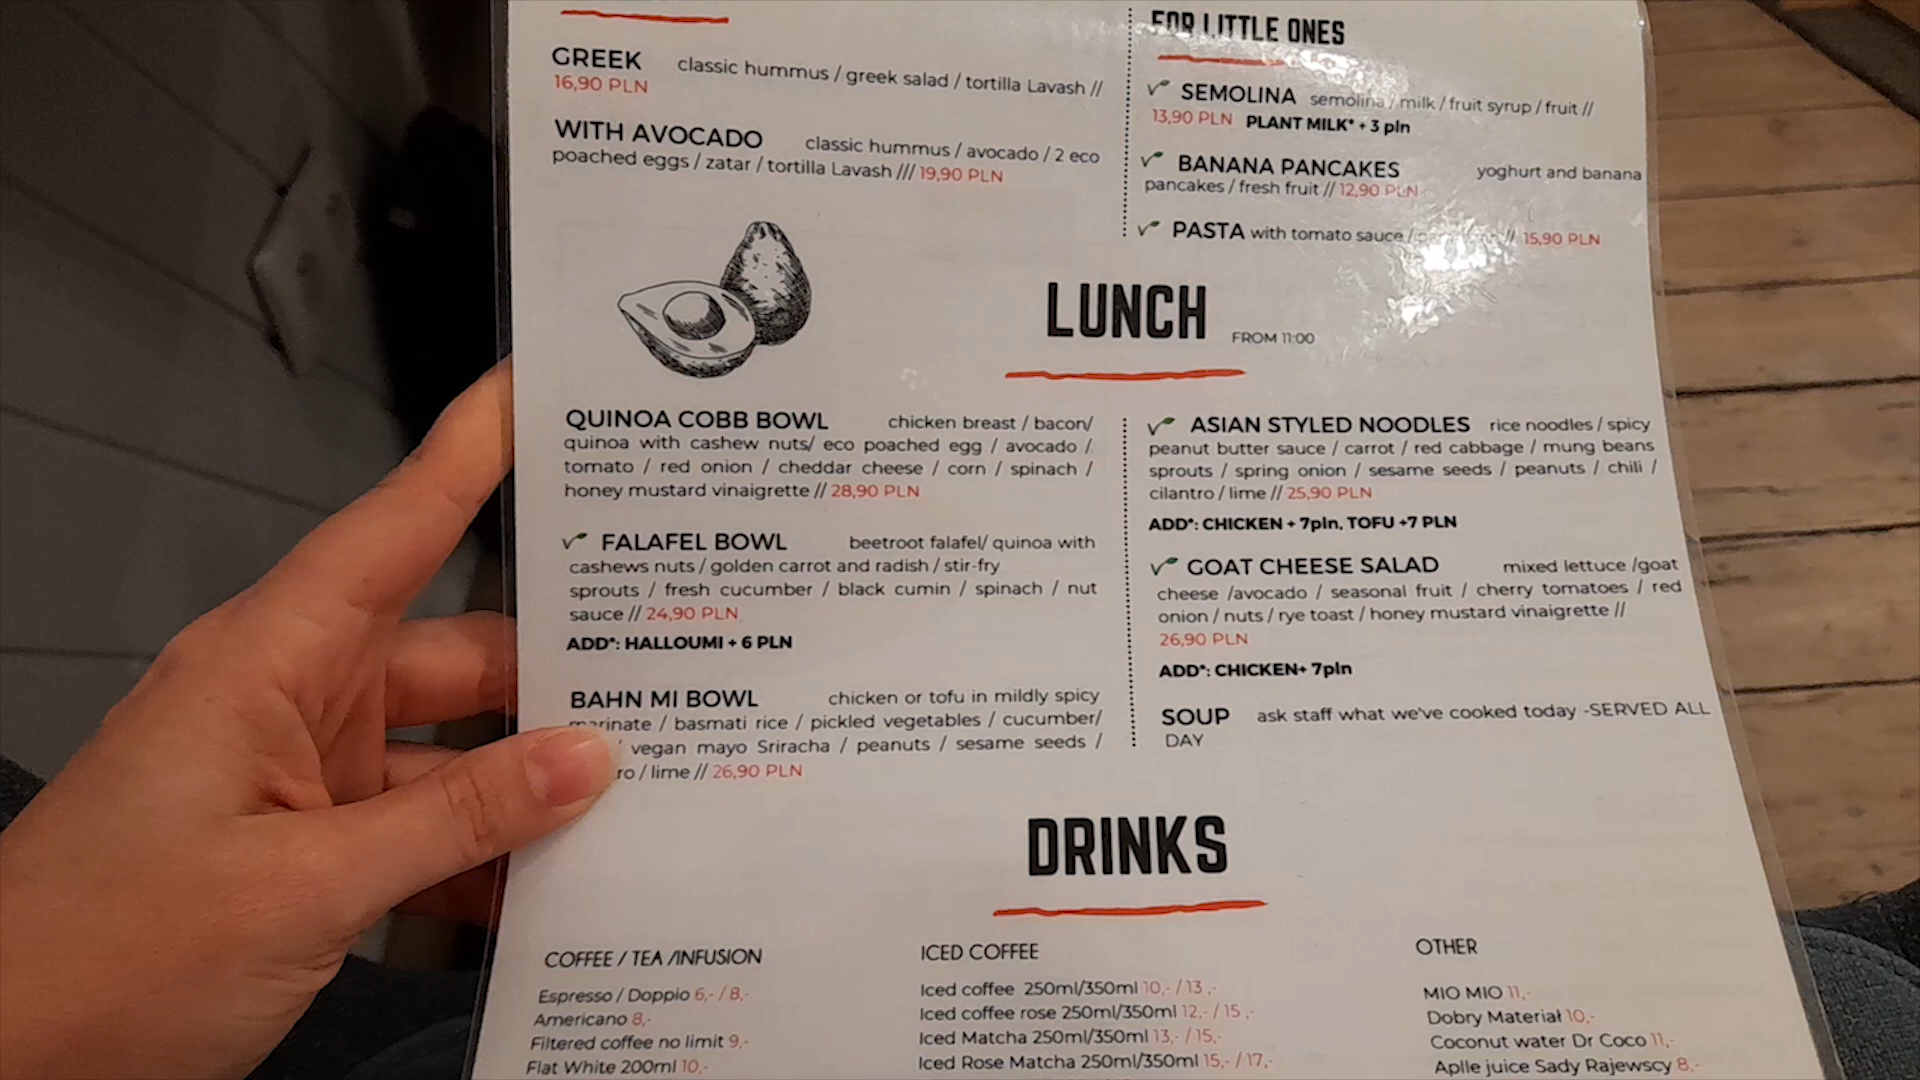 GREEK classic hummus / greek salad / tortilla Lavash //
16,90 PLN
WITH AVOCADO classic hummus / avocado / 2 eco
poached eggs / zatar / tortilla Lavash /// 19,90 PLN
FOR LITTLE ONES
SEMOLINA semolina / milk / fruit syrup / fruit //
13,90 PLN PLANT MILK* + 3 pln
BANANA PANCAKES yoghurt and banana
pancakes / fresh fruit // 12,90 PLN
PASTA with tomato sauce / // 15,90 PLN
LUNCH FROM 11:00
QUINOA COBB BOWL chicken breast / bacon/
quinoa with cashew nuts/ eco poached egg / avocado /
tomato / red onion / cheddar cheese / corn / spinach /
honey mustard vinaigrette // 28,90 PLN
FALAFEL BOWL beetroot falafel/ quinoa with
cashews nuts / golden carrot and radish / stir-fry
sprouts / fresh cucumber / black cumin / spinach / nut
sauce // 24,90 PLN
ADD*: HALLOUMI + 6 PLN
BAHN MI BOWL chicken or tofu in mildly spicy
marinate / basmati rice / pickled vegetables / cucumber/
/ vegan mayo Sriracha / peanuts / sesame seeds /
ro / lime // 26,90 PLN
ASIAN STYLED NOODLES rice noodles / spicy
peanut butter sauce / carrot / red cabbage / mung beans
sprouts / spring onion / sesame seeds / peanuts / chili /
cilantro / lime // 25,90 PLN
ADD*: CHICKEN + 7pln, TOFU +7 PLN
GOAT CHEESE SALAD mixed lettuce /goat
cheese /avocado / seasonal fruit / cherry tomatoes / red
onion / nuts / rye toast / honey mustard vinaigrette //
26,90 PLN
ADD*: CHICKEN+ 7pln
SOUP ask staff what we've cooked today -SERVED ALL
DAY
DRINKS
COFFEE / TEA /INFUSION
Espresso / Doppio 6,- / 8,-
Americano 8,-
Filtered coffee no limit 9,-
Flat White 200ml 10,-
ICED COFFEE
Iced coffee 250ml/350ml 10,- / 13 ,-
Iced coffee rose 250ml/350ml 12,- / 15 ,-
Iced Matcha 250ml/350ml 13,- / 15,-
Iced Rose Matcha 250ml/350ml 15,- / 17,-
OTHER
MIO MIO 11,-
Dobry Materiał 10,-
Coconut water Dr Coco 11,-
Aplle juice Sady Rajewscy 8,-